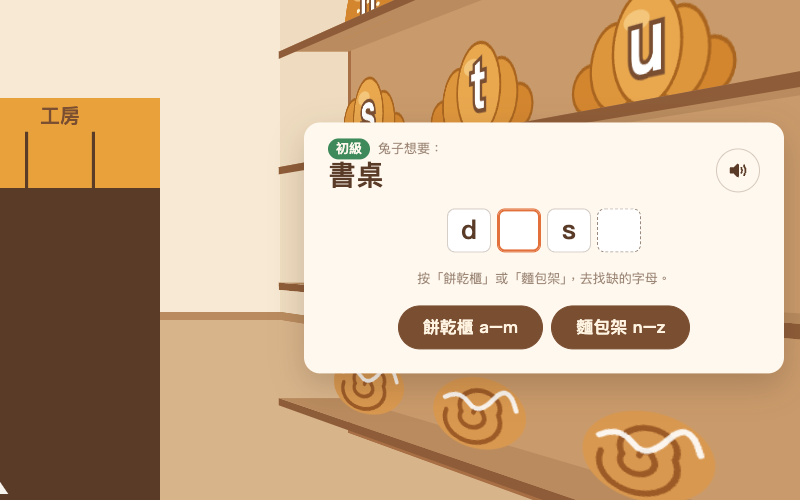 工房
s
t
u
初級 兔子想要：
書桌
d s
按「餅乾櫃」或「麵包架」，去找缺的字母。
餅乾櫃 a–m
麵包架 n–z